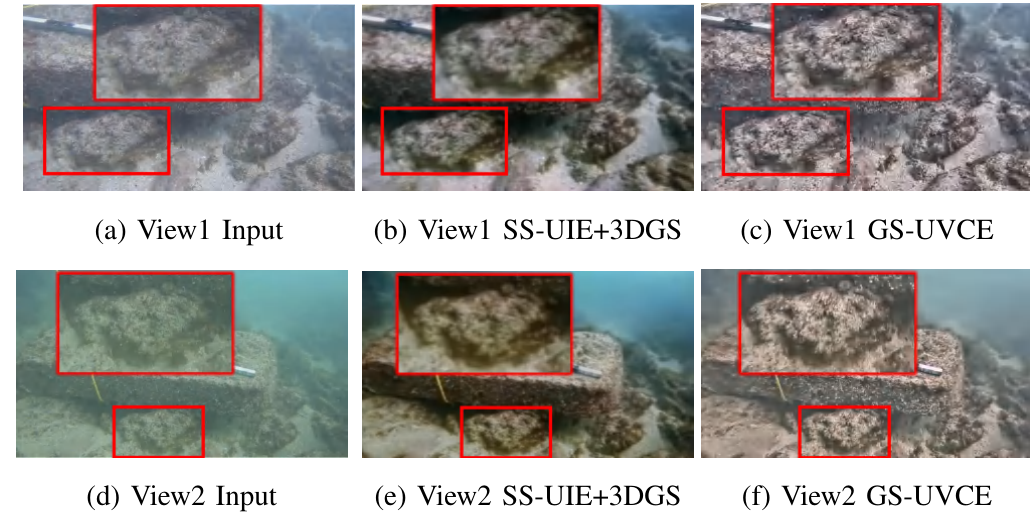 (a) View1 Input
(b) View1 SS-UIE+3DGS
(c) View1 GS-UVCE
(d) View2 Input
(e) View2 SS-UIE+3DGS
(f) View2 GS-UVCE